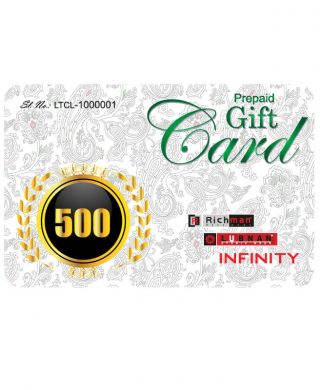 Sl No.: LTCL-1000001
Prepaid
Gift
Card
500
Richman
LUBNAN
INFINITY